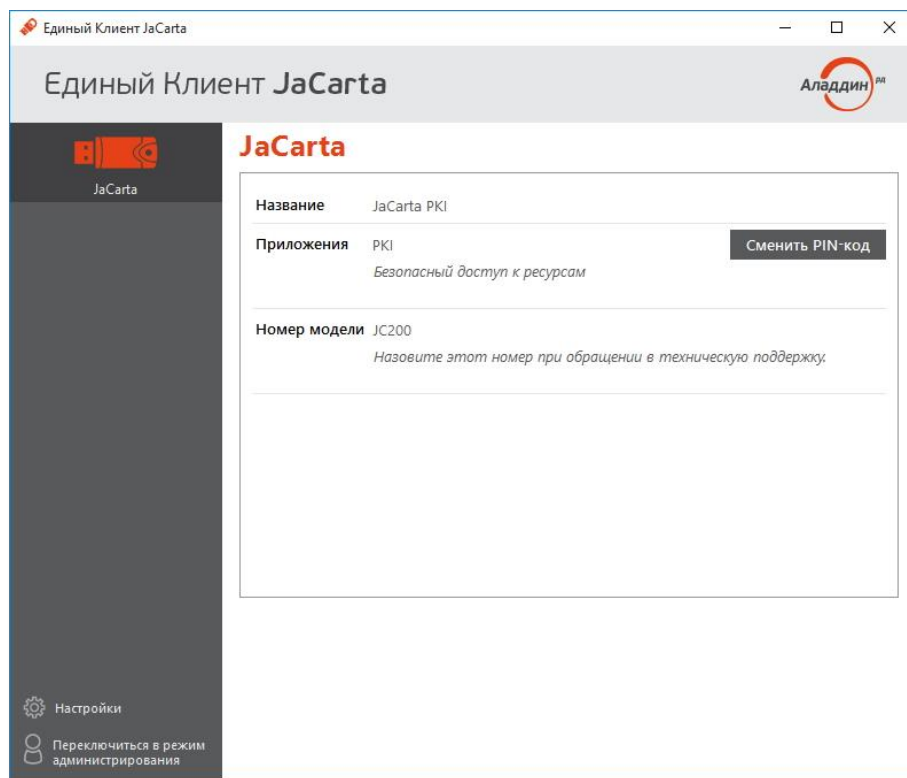 Единый Клиент JaCarta
Единый Клиент JaCarta
Аладдин РД
JaCarta
JaCarta
Название JaCarta PKI
Приложения PKI Сменить PIN-код
Безопасный доступ к ресурсам
Номер модели JC200
Назовите этот номер при обращении в техническую поддержку.
Настройки
Переключиться в режим
администрирования